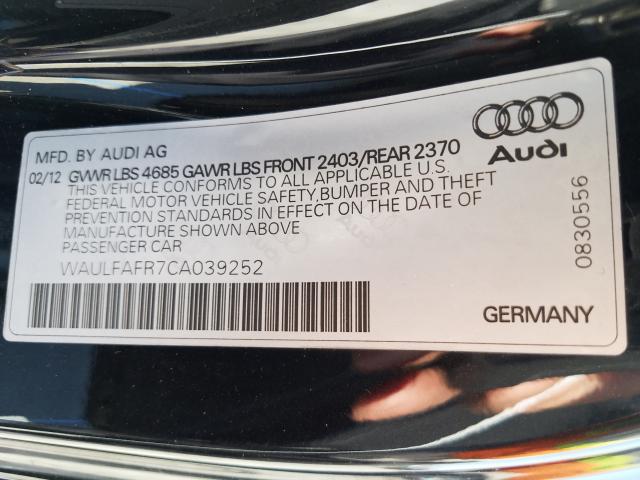 MFD. BY AUDI AG
02/12 GVWR LBS 4685 GAWR LBS FRONT 2403/REAR 2370
THIS VEHICLE CONFORMS TO ALL APPLICABLE U.S.
FEDERAL MOTOR VEHICLE SAFETY,BUMPER AND THEFT
PREVENTION STANDARDS IN EFFECT ON THE DATE OF
MANUFACTURE SHOWN ABOVE
PASSENGER CAR
WAULFAFR7CA039252
Audi
0830556
GERMANY